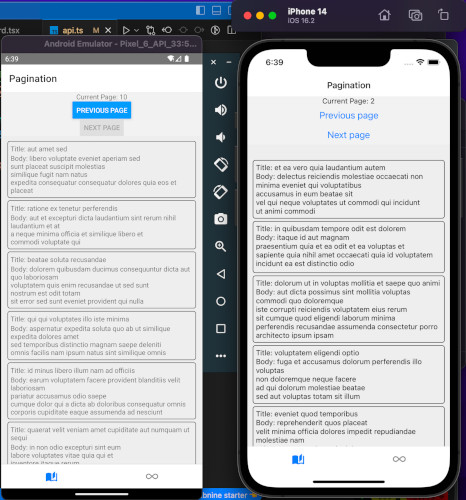 rt.tsx
api.ts
M
Android Emulator - Pixel_6_API_33:5...
6:39
Pagination
Current Page: 10
PREVIOUS PAGE
NEXT PAGE
Title: aut amet sed
Body: libero voluptate eveniet aperiam sed
sunt placeat suscipit molestias
similique fugit nam natus
expedita consequatur consequatur dolores quia eos et
placeat
Title: ratione ex tenetur perferendis
Body: aut et excepturi dicta laudantium sint rerum nihil
laudantium et at
a neque minima officia et similique libero et
commodi voluptate qui
Title: beatae soluta recusandae
Body: dolorem quibusdam ducimus consequuntur dicta aut
quo laboriosam
voluptatem quis enim recusandae ut sed sunt
nostrum est odit totam
sit error sed sunt eveniet provident qui nulla
Title: qui qui voluptates illo iste minima
Body: aspernatur expedita soluta quo ab ut similique
expedita dolores amet
sed temporibus distinctio magnam saepe deleniti
omnis facilis nam ipsum natus sint similique omnis
Title: id minus libero illum nam ad officiis
Body: earum voluptatem facere provident blanditiis velit
laboriosam
pariatur accusamus odio saepe
cumque dolor qui a dicta ab doloribus consequatur omnis
corporis cupiditate eaque assumenda ad nesciunt
Title: quaerat velit veniam amet cupiditate aut numquam ut
sequi
Body: in non odio excepturi sint eum
labore voluptates vitae quia qui et
inventore itaque rerum
iPhone 14
iOS 16.2
6:39
Pagination
Current Page: 2
Previous page
Next page
Title: et ea vero quia laudantium autem
Body: delectus reiciendis molestiae occaecati non
minima eveniet qui voluptatibus
accusamus in eum beatae sit
vel qui neque voluptates ut commodi qui incidunt
ut animi commodi
Title: in quibusdam tempore odit est dolorem
Body: itaque id aut magnam
praesentium quia et ea odit et ea voluptas et
sapiente quia nihil amet occaecati quia id voluptatem
incidunt ea est distinctio odio
Title: dolorum ut in voluptas mollitia et saepe quo animi
Body: aut dicta possimus sint mollitia voluptas
commodi quo doloremque
iste corrupti reiciendis voluptatem eius rerum
sit cumque quod eligendi laborum minima
perferendis recusandae assumenda consectetur porro
architecto ipsum ipsam
Title: voluptatem eligendi optio
Body: fuga et accusamus dolorum perferendis illo
voluptas
non doloremque neque facere
ad qui dolorum molestiae beatae
sed aut voluptas totam sit illum
Title: eveniet quod temporibus
Body: reprehenderit quos placeat
velit minima officia dolores impedit repudiandae
molestiae nam
bnine starter